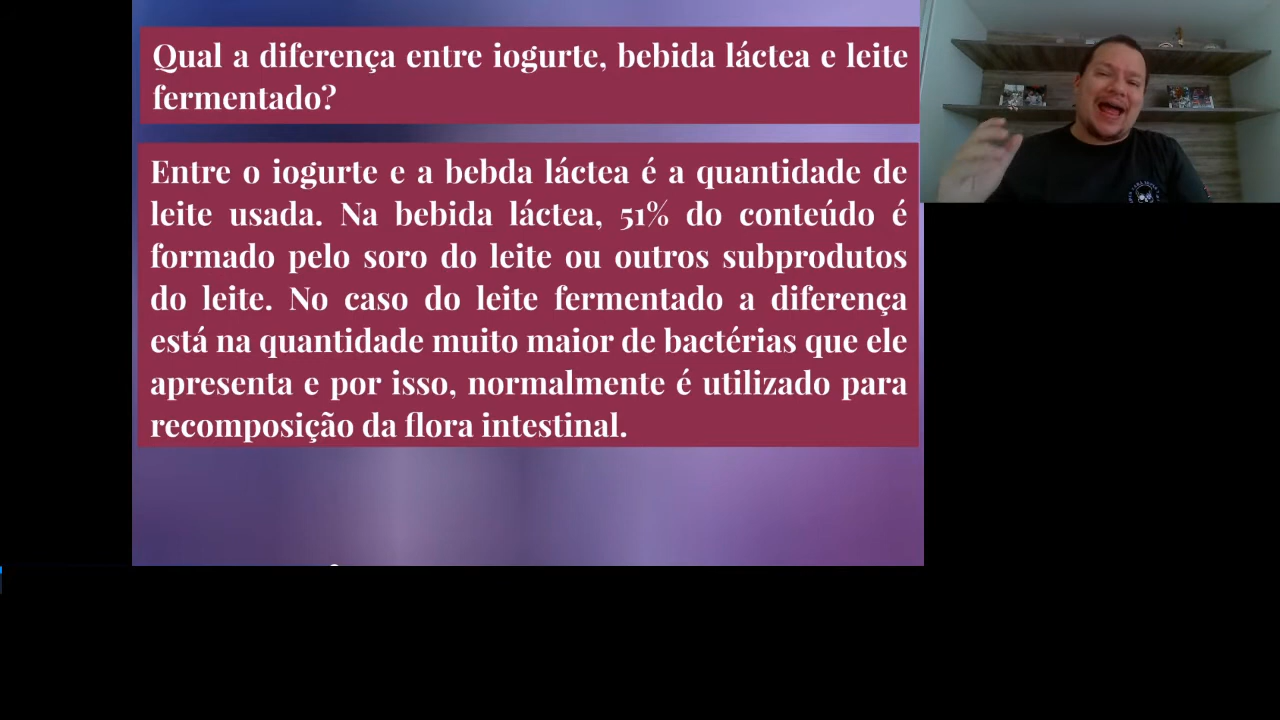 Qual a diferença entre iogurte, bebida láctea e leite
fermentado?
Entre o iogurte e a bebda láctea é a quantidade de
leite usada. Na bebida láctea, 51% do conteúdo é
formado pelo soro do leite ou outros subprodutos
do leite. No caso do leite fermentado a diferença
está na quantidade muito maior de bactérias que ele
apresenta e por isso, normalmente é utilizado para
recomposição da flora intestinal.